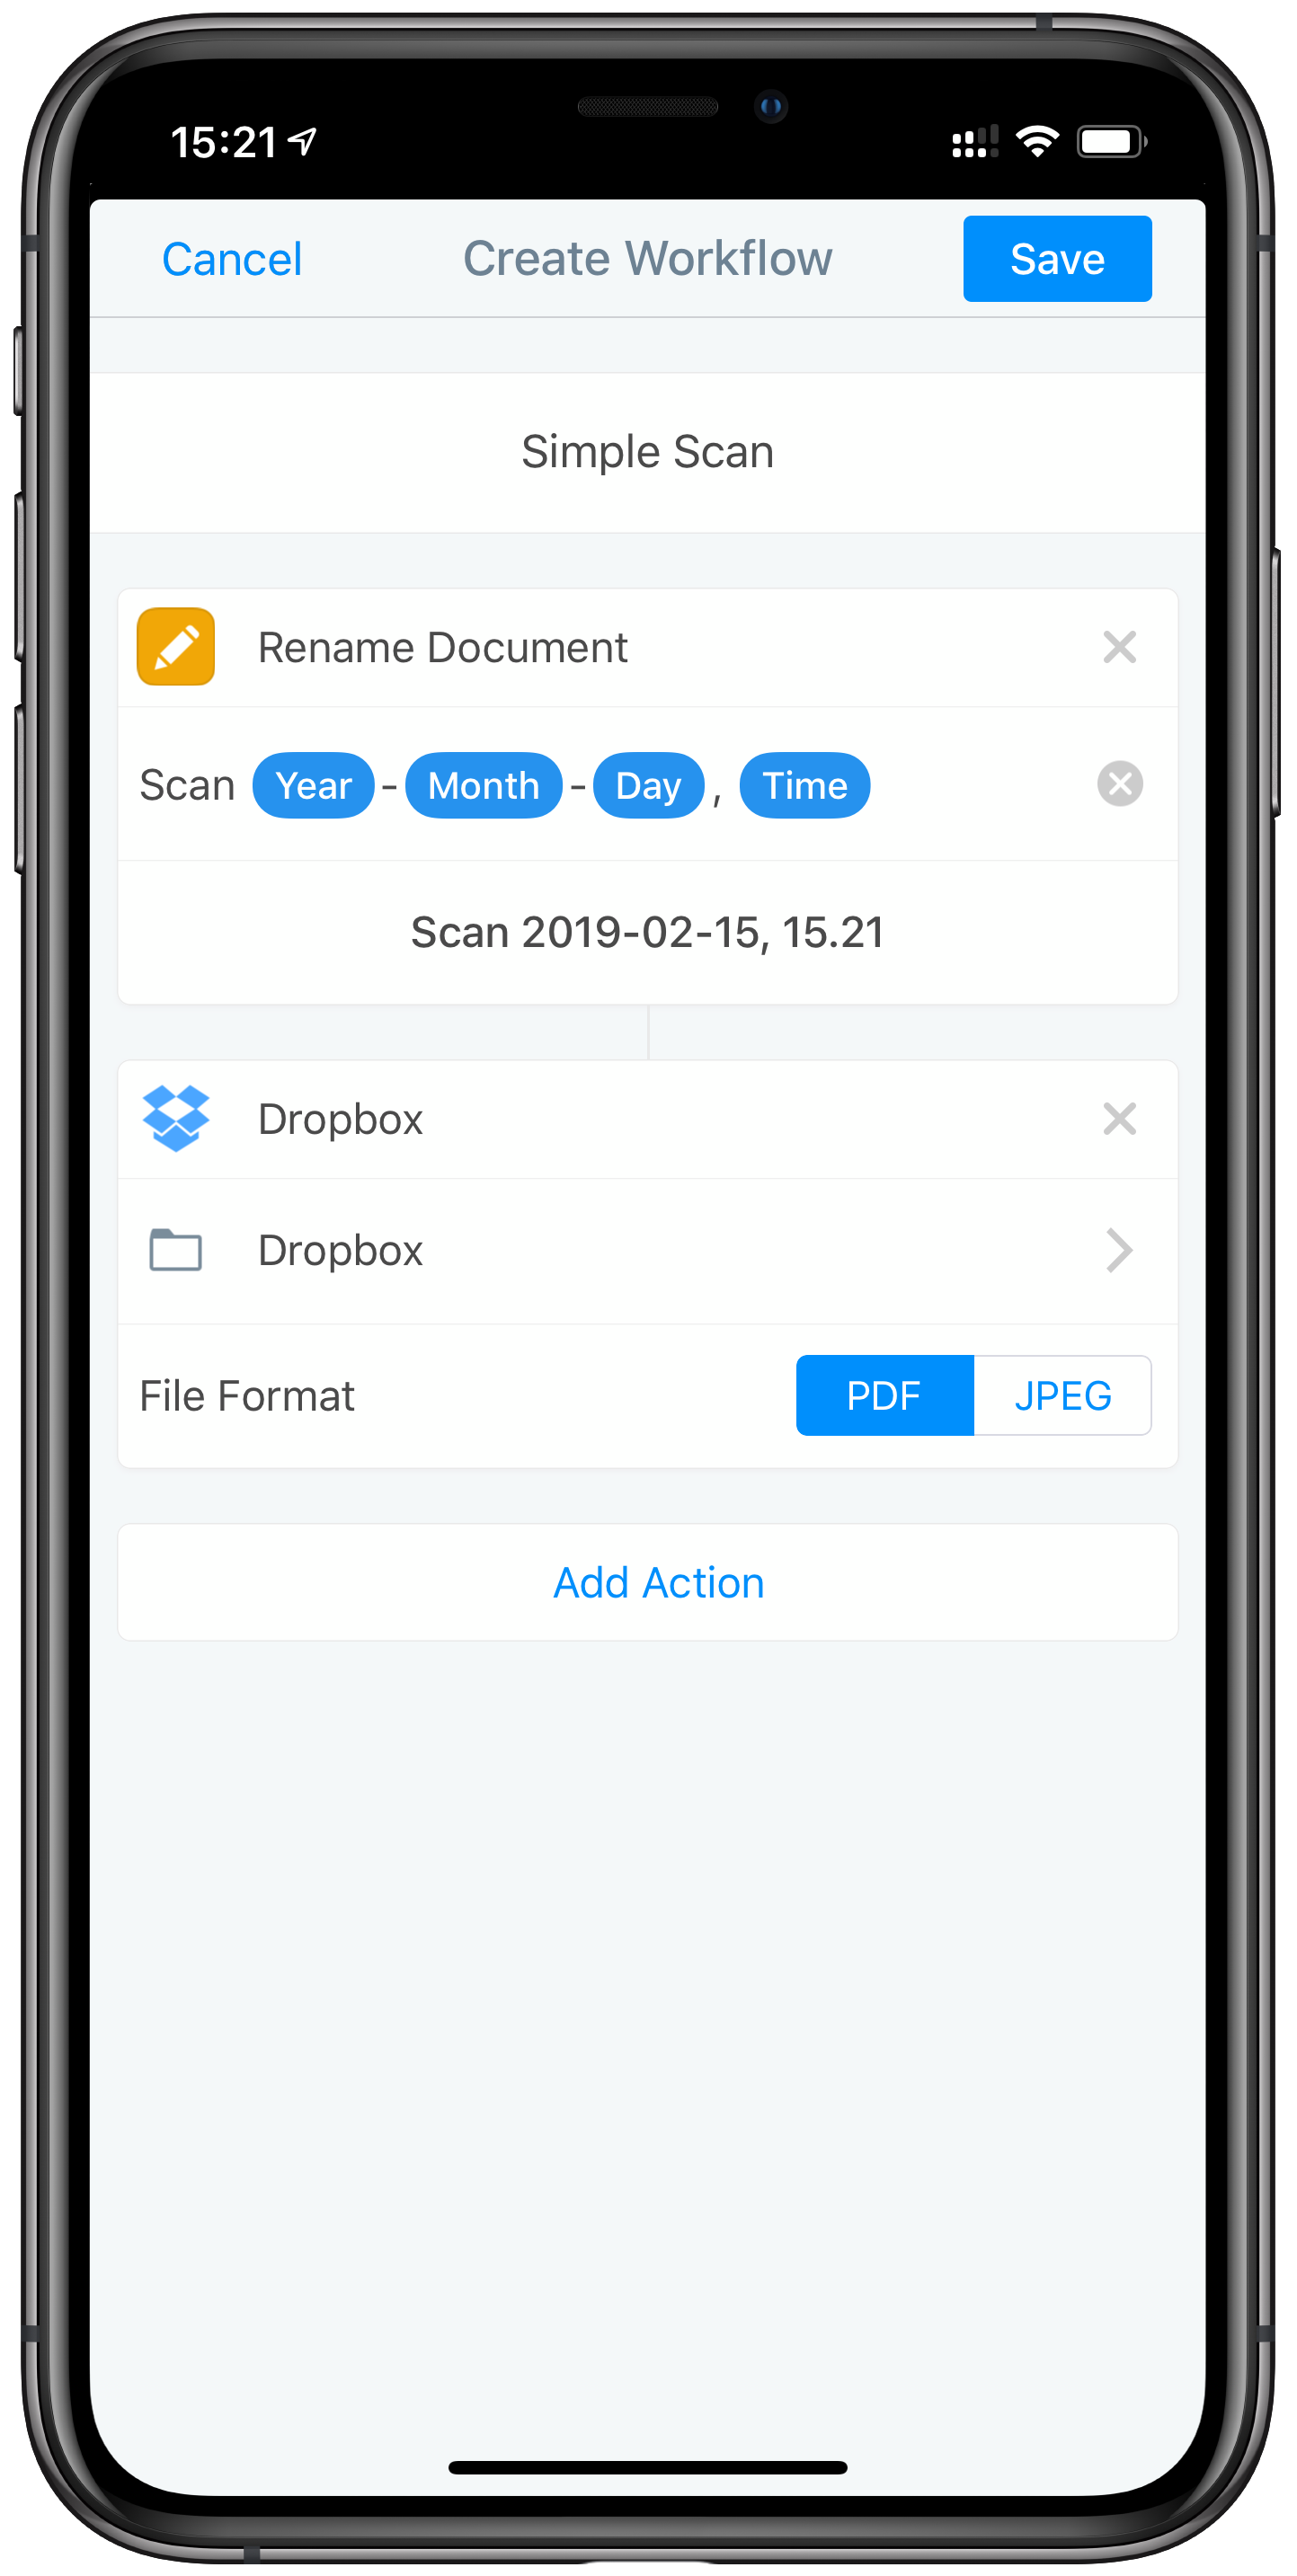 15:21
Cancel Create Workflow Save
Simple Scan
Rename Document
Scan Year - Month - Day , Time
Scan 2019-02-15, 15.21
Dropbox
Dropbox
File Format PDF JPEG
Add Action